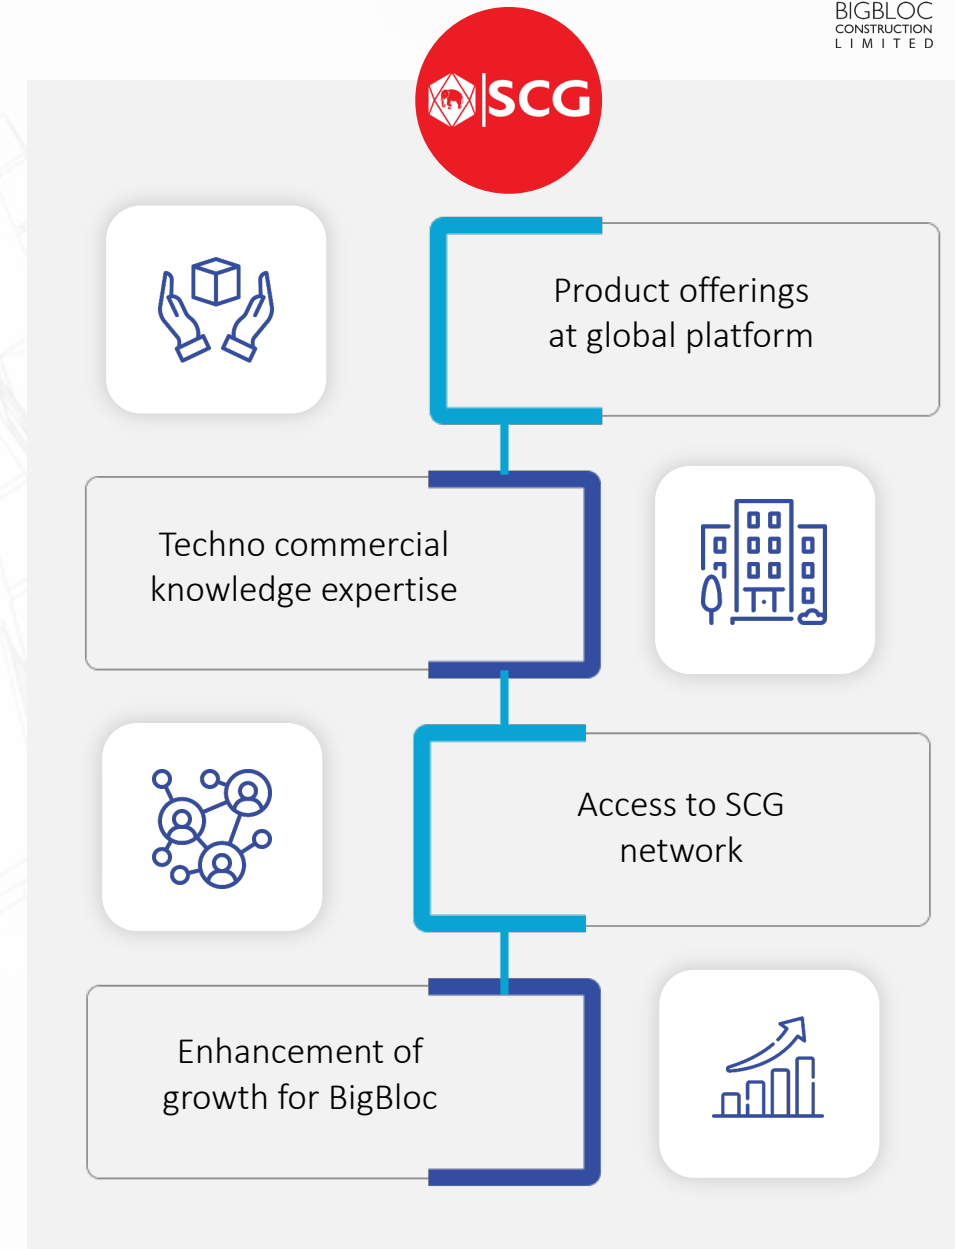 BIGBLOC
CONSTRUCTION
LIMITED
SCG
Product offerings
at global platform
Techno commercial
knowledge expertise
Access to SCG
network
Enhancement of
growth for BigBloc